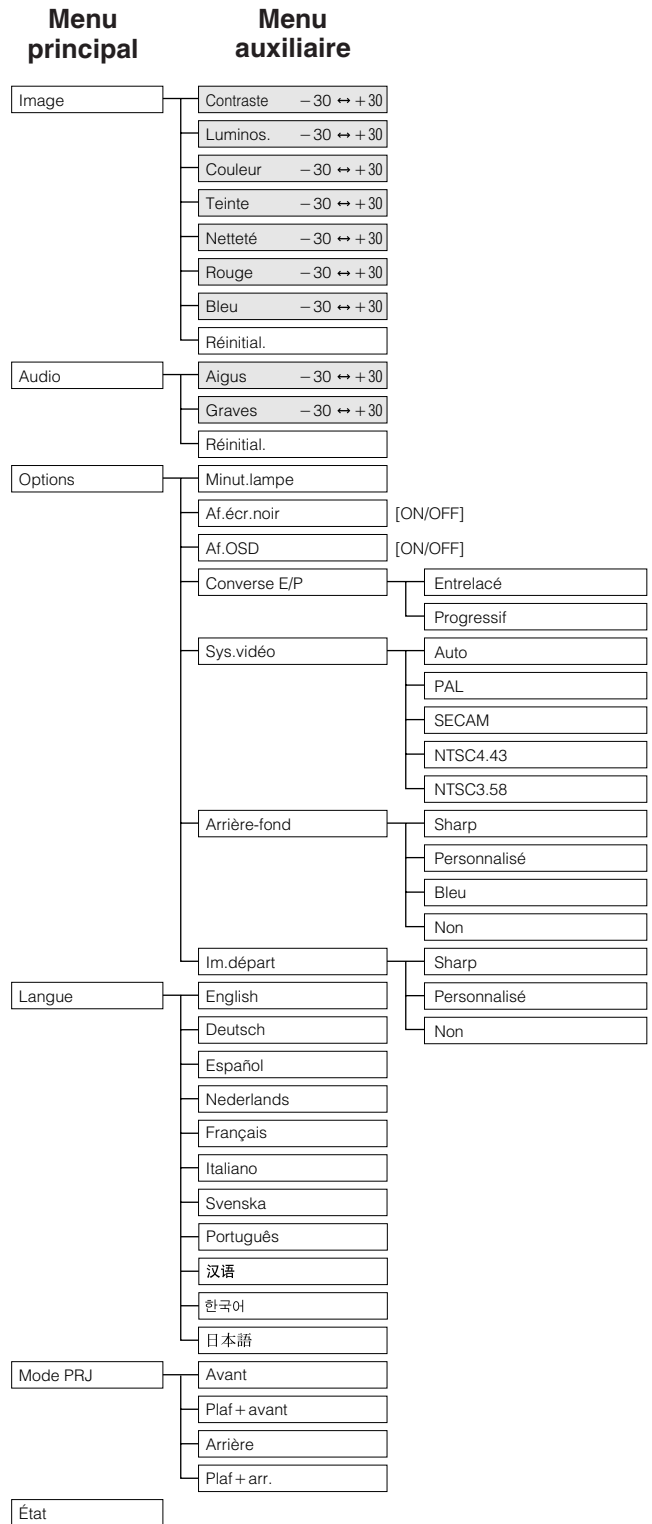 Menu principal
Menu auxiliaire
Image
Contraste −30 ↔ +30
Luminos. −30 ↔ +30
Couleur −30 ↔ +30
Teinte −30 ↔ +30
Netteté −30 ↔ +30
Rouge −30 ↔ +30
Bleu −30 ↔ +30
Réinitial.
Audio
Aigus −30 ↔ +30
Graves −30 ↔ +30
Réinitial.
Options
Minut.lampe
Af.écr.noir [ON/OFF]
Af.OSD [ON/OFF]
Converse E/P
Entrelacé
Progressif
Sys.vidéo
Auto
PAL
SECAM
NTSC4.43
NTSC3.58
Arrière-fond
Sharp
Personnalisé
Bleu
Non
Im.départ
Sharp
Personnalisé
Non
Langue
English
Deutsch
Español
Nederlands
Français
Italiano
Svenska
Português
汉语
한국어
日本語
Mode PRJ
Avant
Plaf+avant
Arrière
Plaf+arr.
État